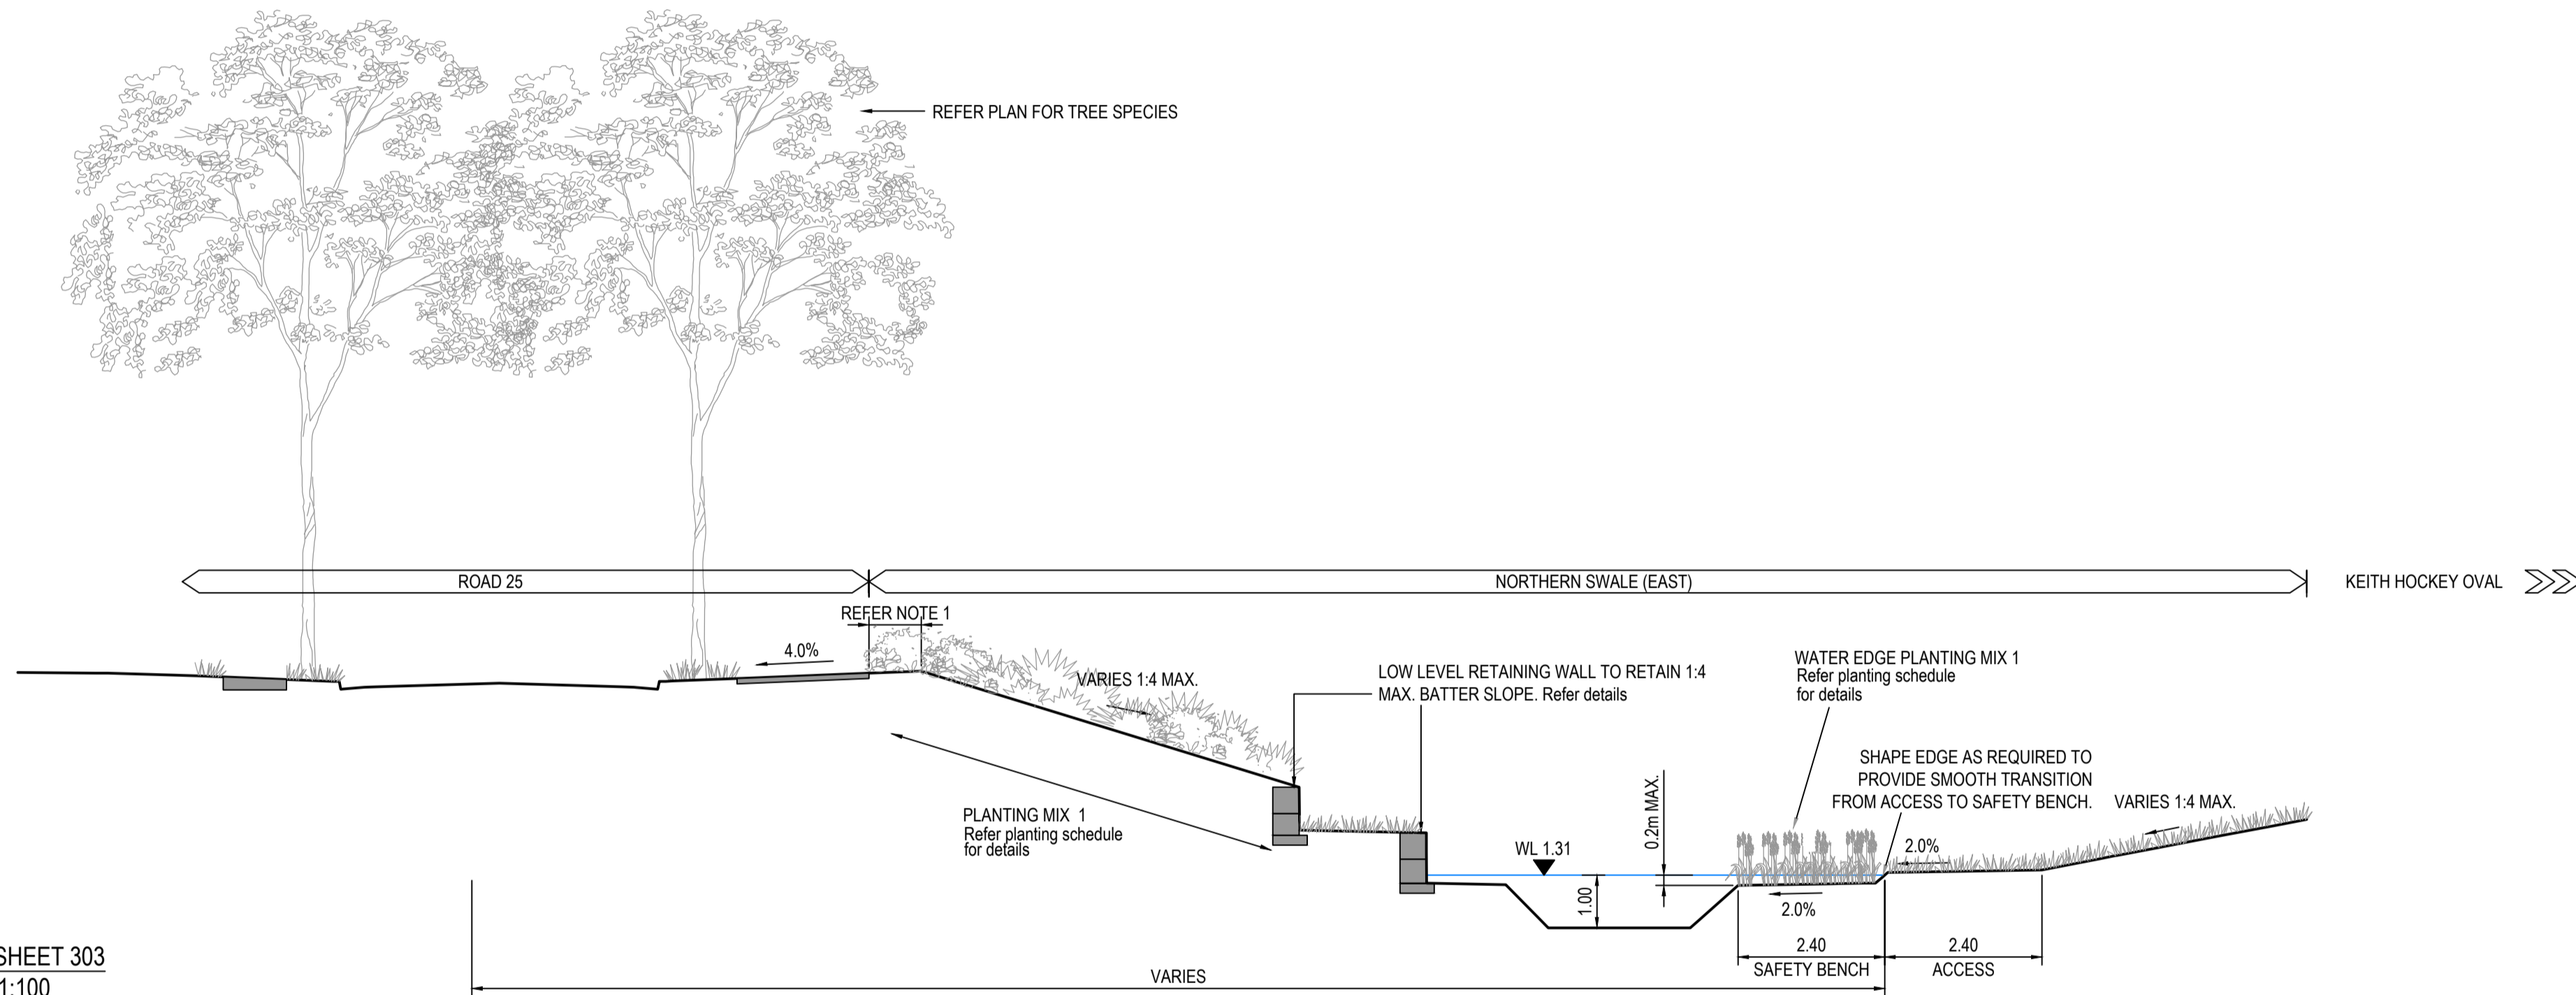 REFER PLAN FOR TREE SPECIES
ROAD 25
NORTHERN SWALE (EAST)
KEITH HOCKEY OVAL
REFER NOTE 1
4.0%
VARIES 1:4 MAX.
LOW LEVEL RETAINING WALL TO RETAIN 1:4
MAX. BATTER SLOPE. Refer details
WATER EDGE PLANTING MIX 1
Refer planting schedule
for details
SHAPE EDGE AS REQUIRED TO
PROVIDE SMOOTH TRANSITION
FROM ACCESS TO SAFETY BENCH.
VARIES 1:4 MAX.
PLANTING MIX 1
Refer planting schedule
for details
WL 1.31
0.2m MAX.
1.00
2.0%
2.0%
2.40
SAFETY BENCH
2.40
ACCESS
VARIES
SHEET 303
1:100